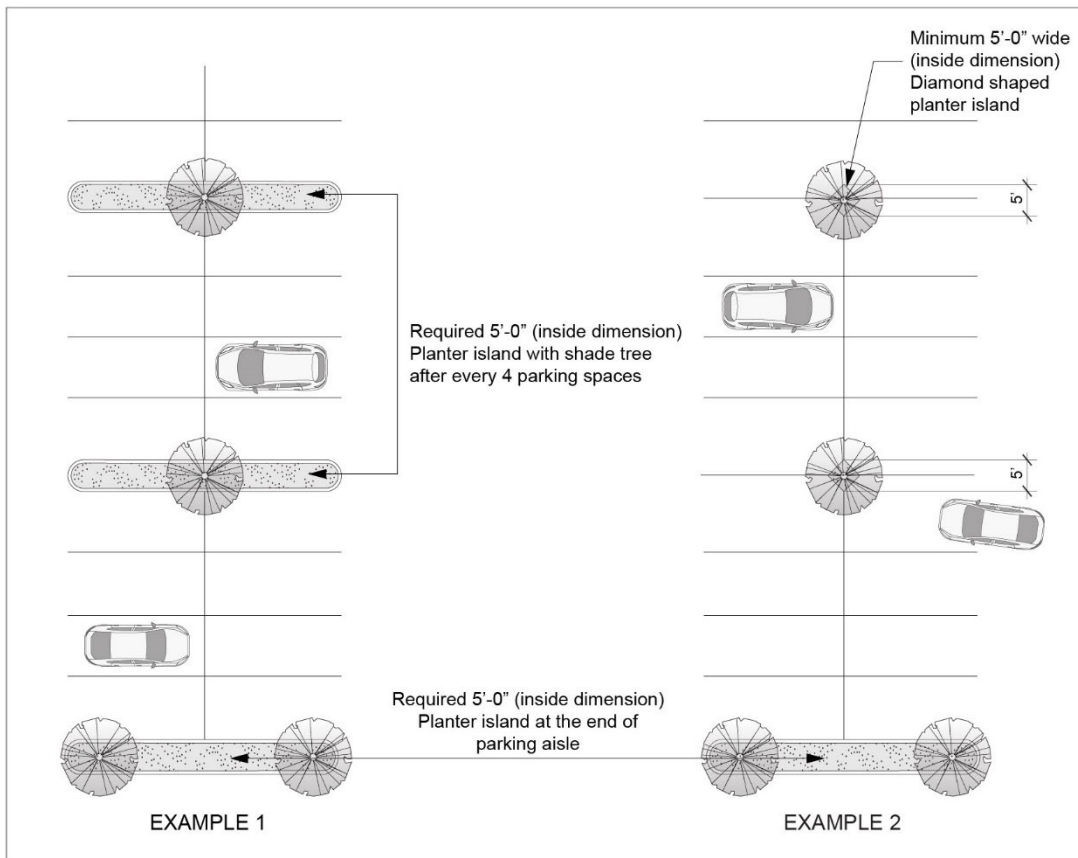 Minimum 5’-0” wide
(inside dimension)
Diamond shaped
planter island
5’
Required 5’-0” (inside dimension)
Planter island with shade tree
after every 4 parking spaces
5’
Required 5’-0” (inside dimension)
Planter island at the end of
parking aisle
EXAMPLE 1
EXAMPLE 2